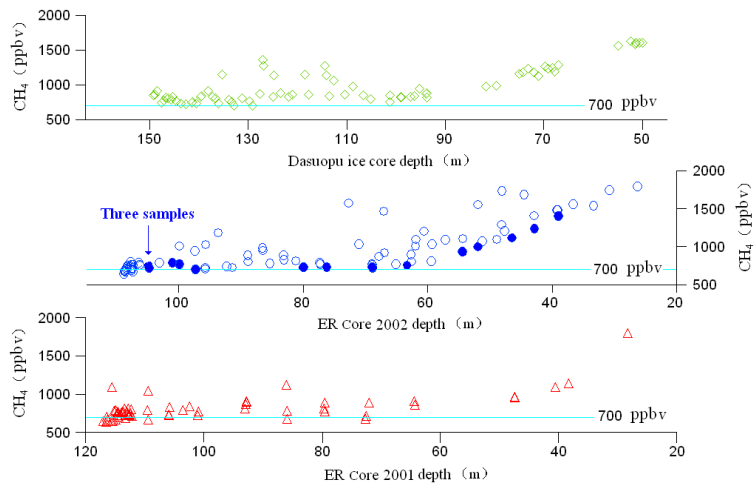 2000
1500
1000
500
CH4 (ppbv)
700 ppbv
150 130 110 90 70 50
Dasuopu ice core depth (m)
2000
1500
1000
500
CH4 (ppbv)
Three samples
700 ppbv
100 80 60 40 20
ER Core 2002 depth (m)
2000
1500
1000
500
CH4 (ppbv)
700 ppbv
120 100 80 60 40 20
ER Core 2001 depth (m)